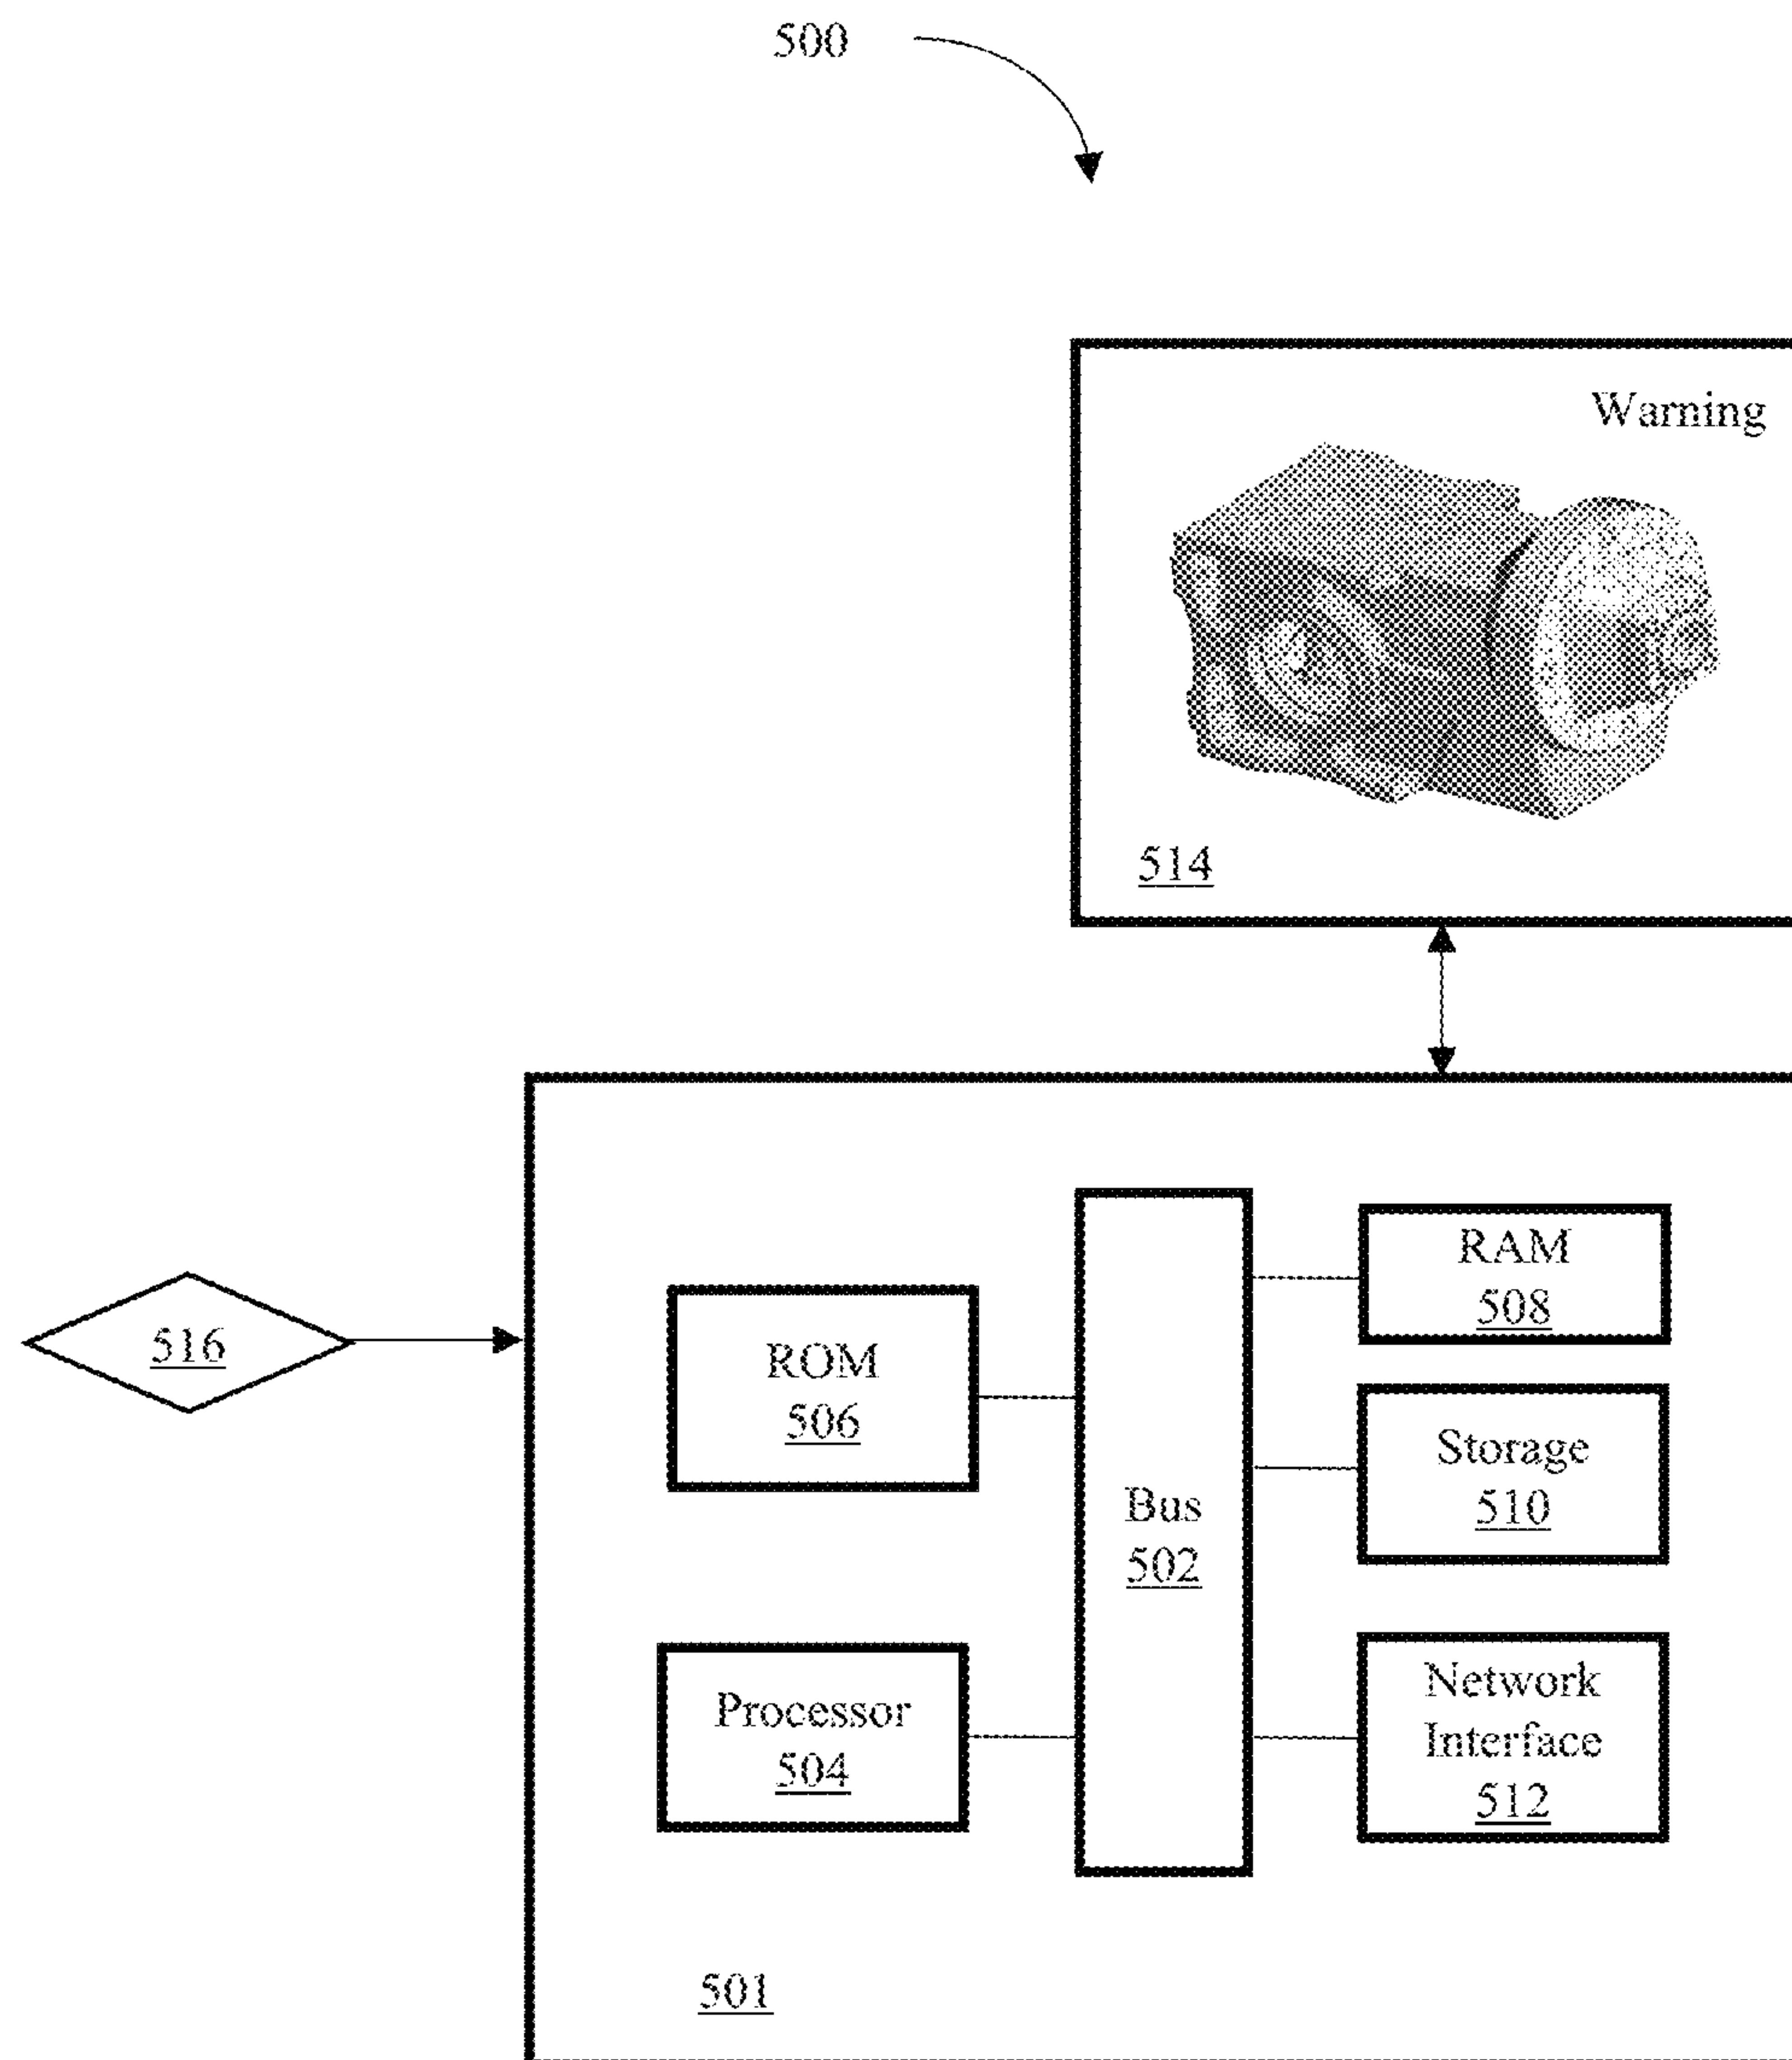 500
Warning
514
516
ROM
506
Processor
504
Bus
502
RAM
508
Storage
510
Network
Interface
512
501